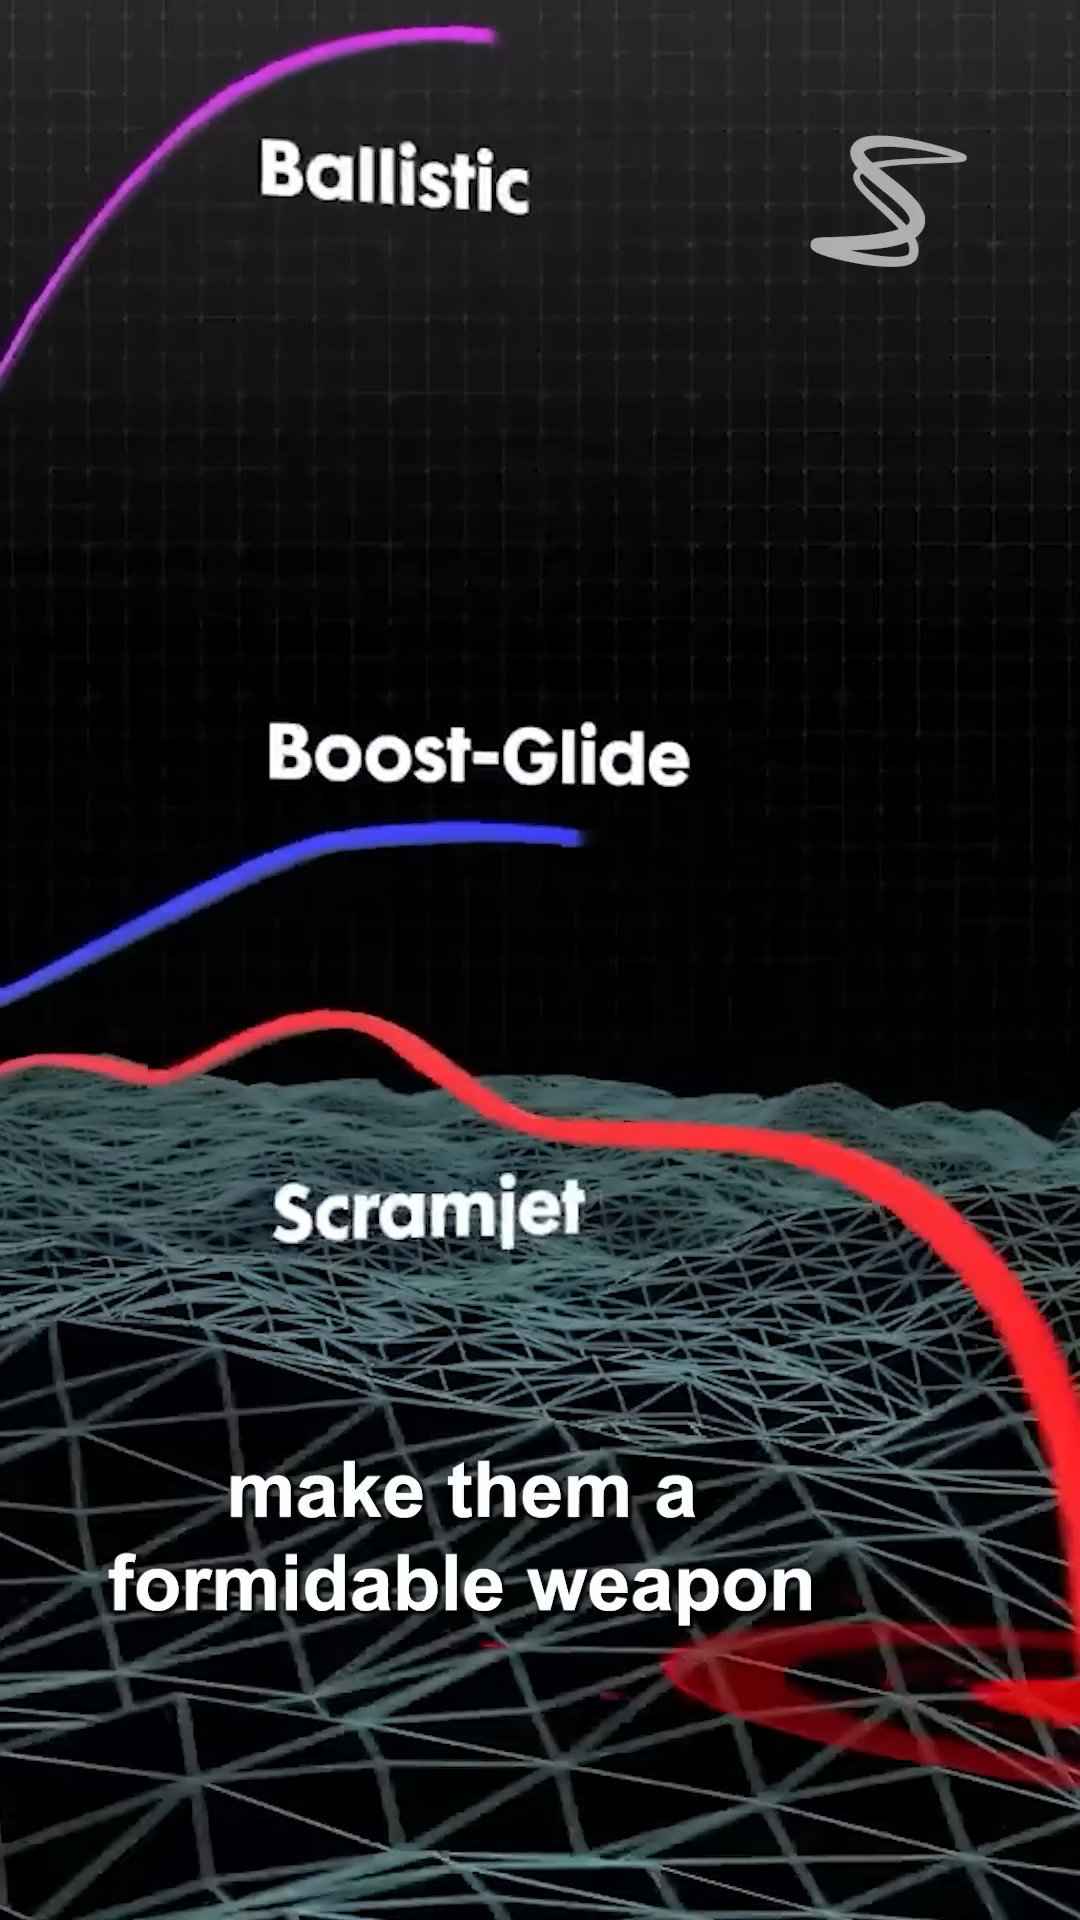 Ballistic
Boost-Glide
Scramjet
make them a
formidable weapon